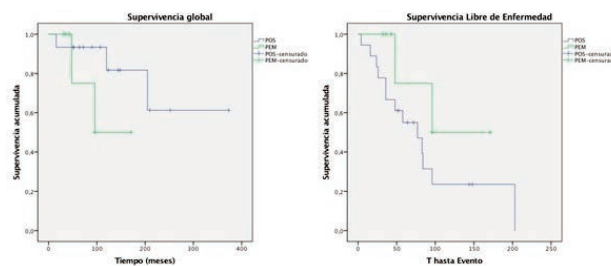 Supervivencia global
POS
PEM
POS-censurado
PEM-censurado
Supervivencia acumulada
1,0
0,8
0,6
0,4
0,2
0,0
0
100
200
300
400
Tiempo (meses)
Supervivencia Libre de Enfermedad
POS
PEM
POS-censurado
PEM-censurado
Supervivencia acumulada
1,0
0,8
0,6
0,4
0,2
0,0
0
50
100
150
200
250
T hasta Evento